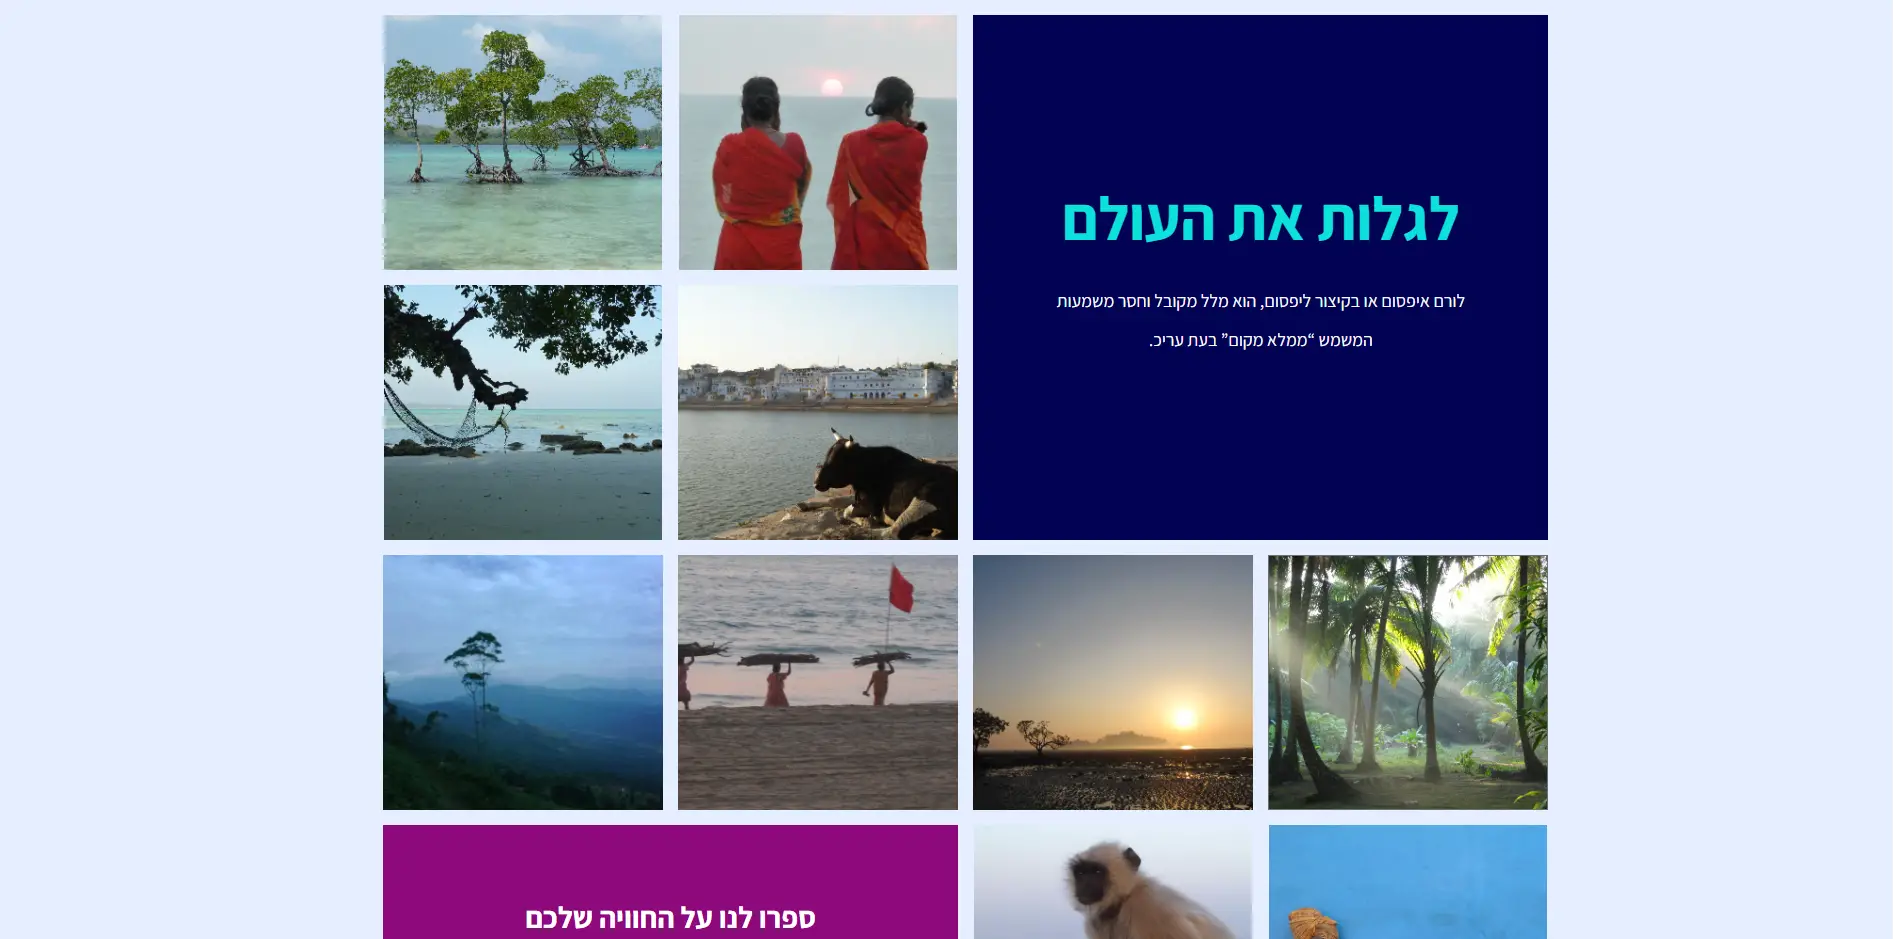 לגלות את העולם
לורם איפסום או בקיצור ליפסום, הוא מלל מקובל וחסר משמעות
המשמש “ממלא מקום” בעת עריכ.
ספרו לנו על החוויה שלכם